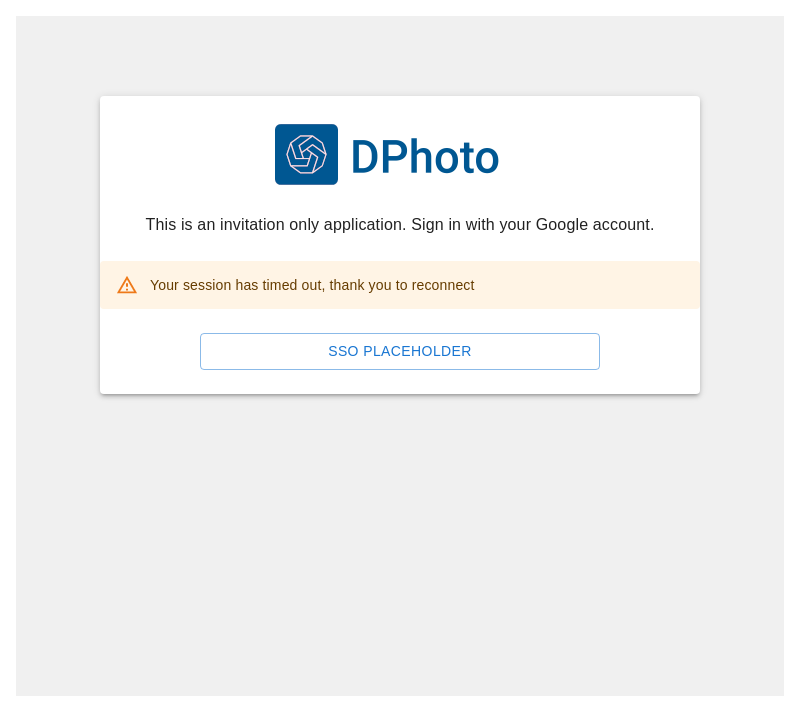 DPhoto
This is an invitation only application. Sign in with your Google account.
Your session has timed out, thank you to reconnect
SSO PLACEHOLDER